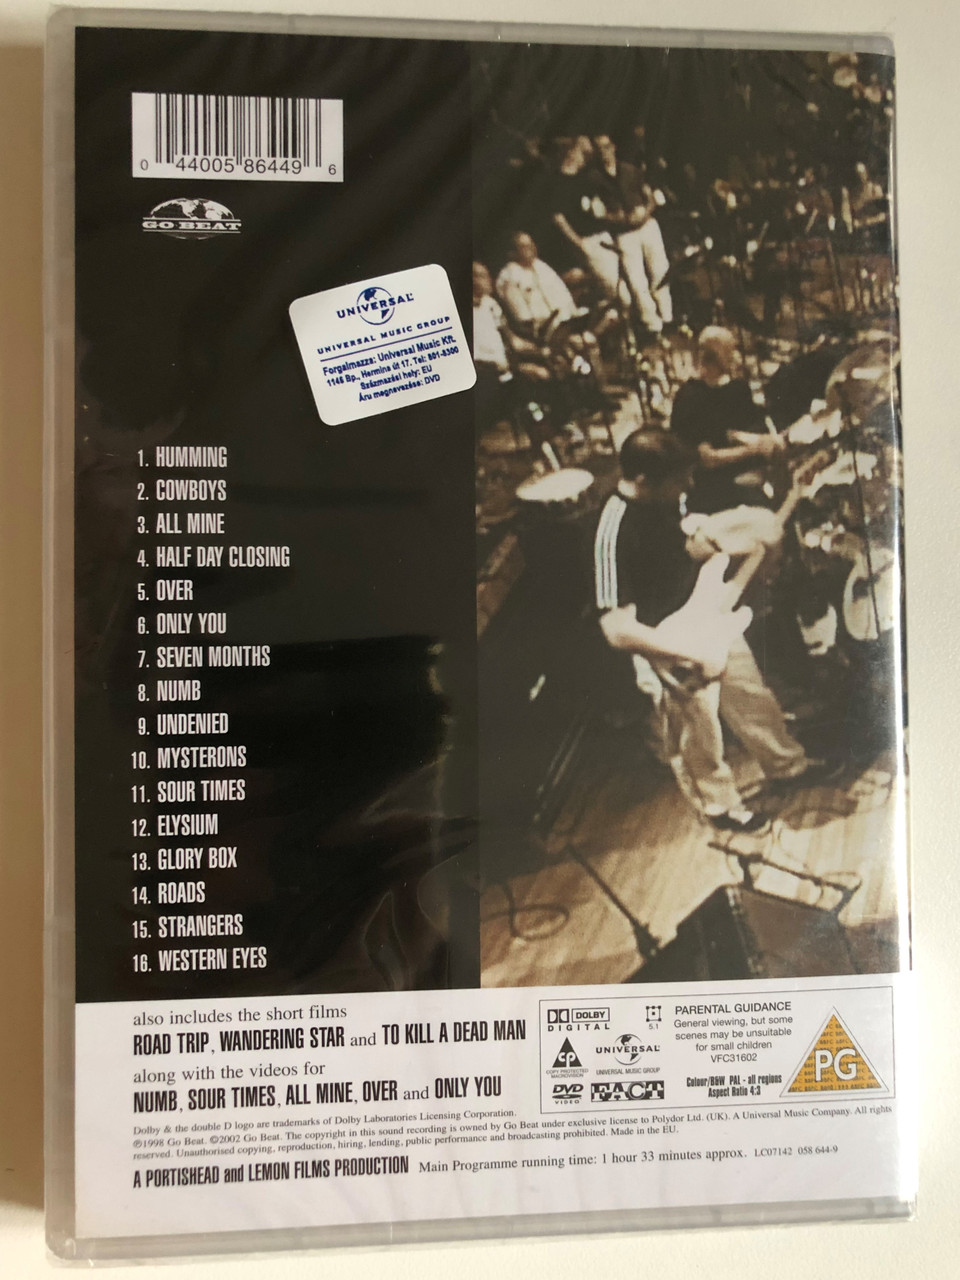 0 44005 86449 6
GO BEAT
UNIVERSAL
UNIVERSAL MUSIC GROUP
Forgalmazza: Universal Music Kft.
1146 Bp., Hermina út 17. Tel: 881-8300
Származási hely: EU
Áru megnevezése: DVD
1. HUMMING
2. COWBOYS
3. ALL MINE
4. HALF DAY CLOSING
5. OVER
6. ONLY YOU
7. SEVEN MONTHS
8. NUMB
9. UNDENIED
10. MYSTERONS
11. SOUR TIMES
12. ELYSIUM
13. GLORY BOX
14. ROADS
15. STRANGERS
16. WESTERN EYES
also includes the short films
ROAD TRIP, WANDERING STAR and TO KILL A DEAD MAN
along with the videos for
NUMB, SOUR TIMES, ALL MINE, OVER and ONLY YOU
DOLBY
DIGITAL
5.1
CP
COPY PROTECTED
MACROVISION
UNIVERSAL
UNIVERSAL MUSIC GROUP
DVD
VIDEO
FACT
PARENTAL GUIDANCE
General viewing, but some
scenes may be unsuitable
for small children
VFC31602
Colour/B&W PAL - all regions
Aspect Ratio 4:3
PG
Dolby & the double D logo are trademarks of Dolby Laboratories Licensing Corporation.
℗1998 Go Beat. ©2002 Go Beat. The copyright in this sound recording is owned by Go Beat under exclusive license to Polydor Ltd. (UK). A Universal Music Company. All rights
reserved. Unauthorised copying, reproduction, hiring, lending, public performance and broadcasting prohibited. Made in the EU.
A PORTISHEAD and LEMON FILMS PRODUCTION Main Programme running time: 1 hour 33 minutes approx. LC07142 058 644-9